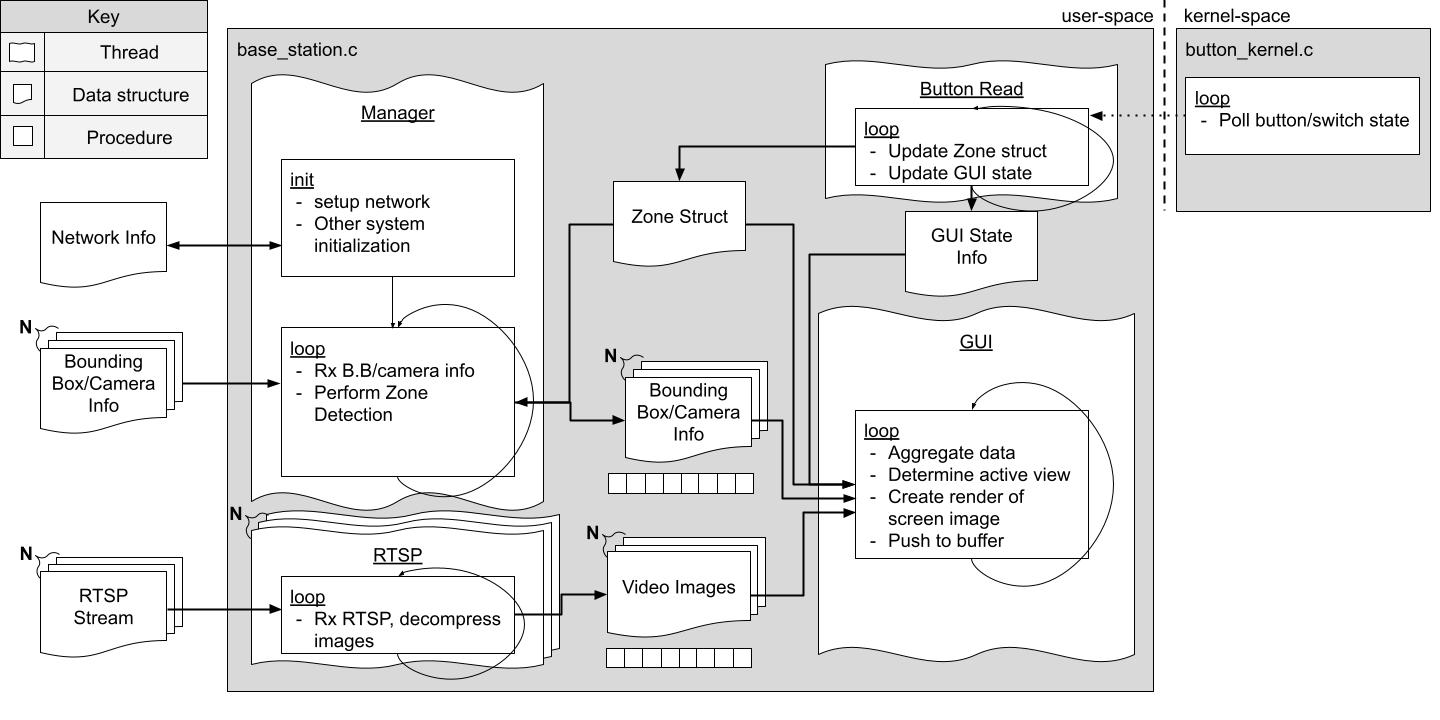 Key
Thread
Data structure
Procedure
user-space
kernel-space
base_station.c
button_kernel.c
loop
- Poll button/switch state
Manager
init
- setup network
- Other system
initialization
loop
- Rx B.B/camera info
- Perform Zone
Detection
Network Info
N
Bounding
Box/Camera
Info
N
RTSP
Stream
N
RTSP
loop
- Rx RTSP, decompress
images
Zone Struct
N
Bounding
Box/Camera
Info
N
Video Images
Button Read
loop
- Update Zone struct
- Update GUI state
GUI State
Info
GUI
loop
- Aggregate data
- Determine active view
- Create render of
screen image
- Push to buffer